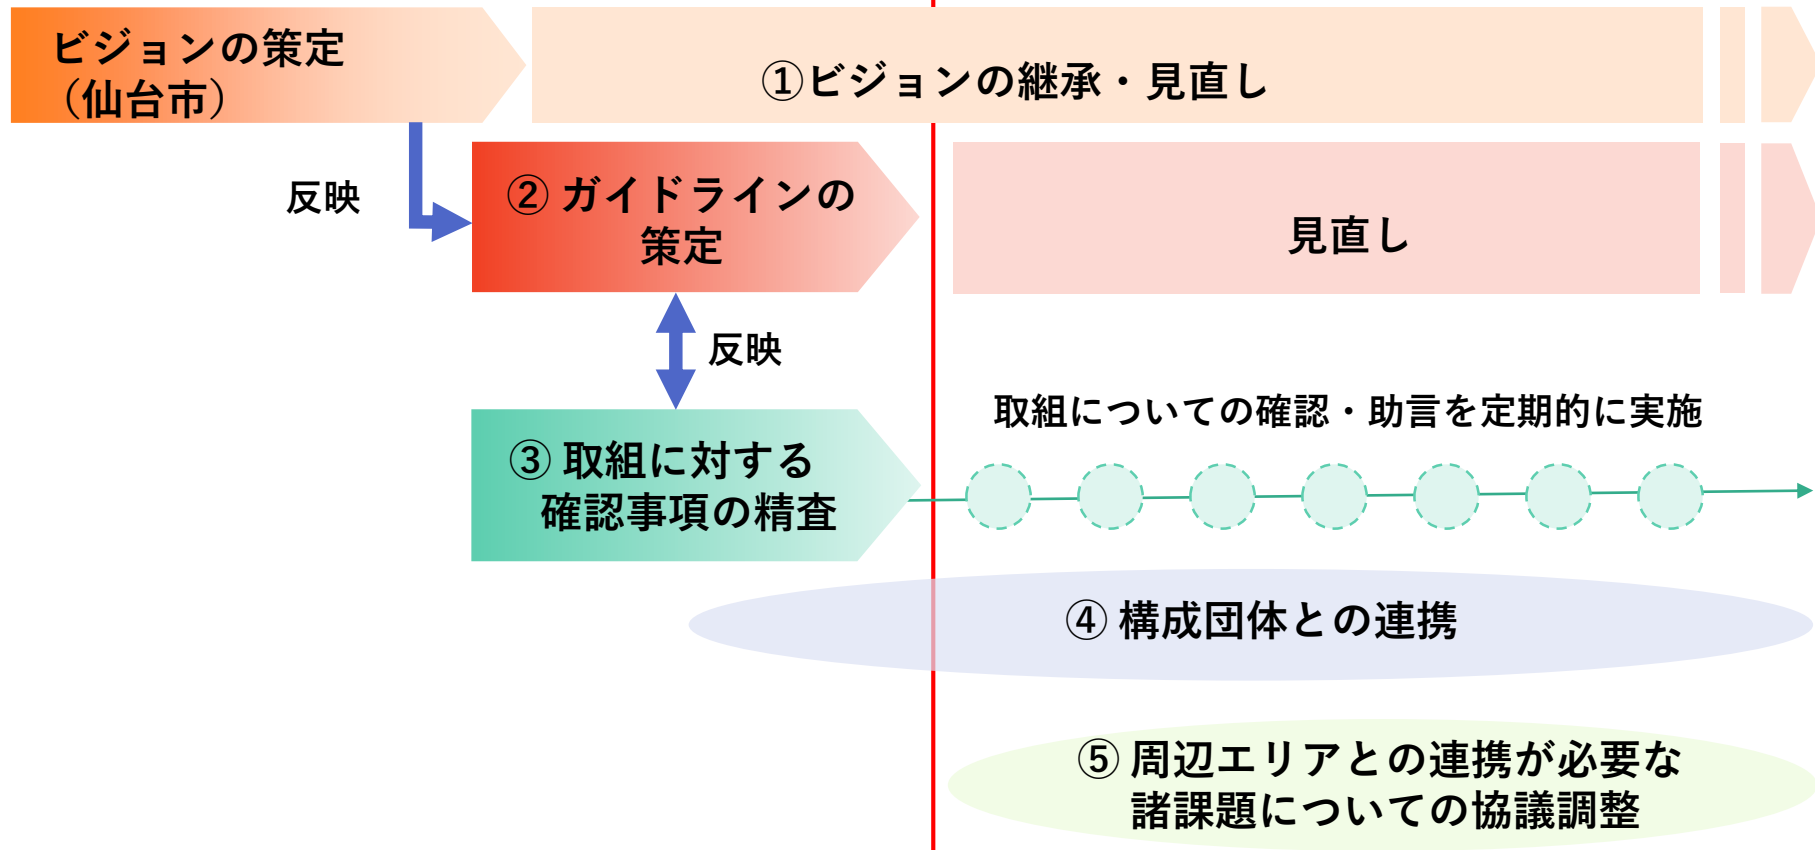 ビジョンの策定
（仙台市）
①ビジョンの継承・見直し
反映
② ガイドラインの
策定
見直し
反映
取組についての確認・助言を定期的に実施
③ 取組に対する
確認事項の精査
④ 構成団体との連携
⑤ 周辺エリアとの連携が必要な
諸課題についての協議調整